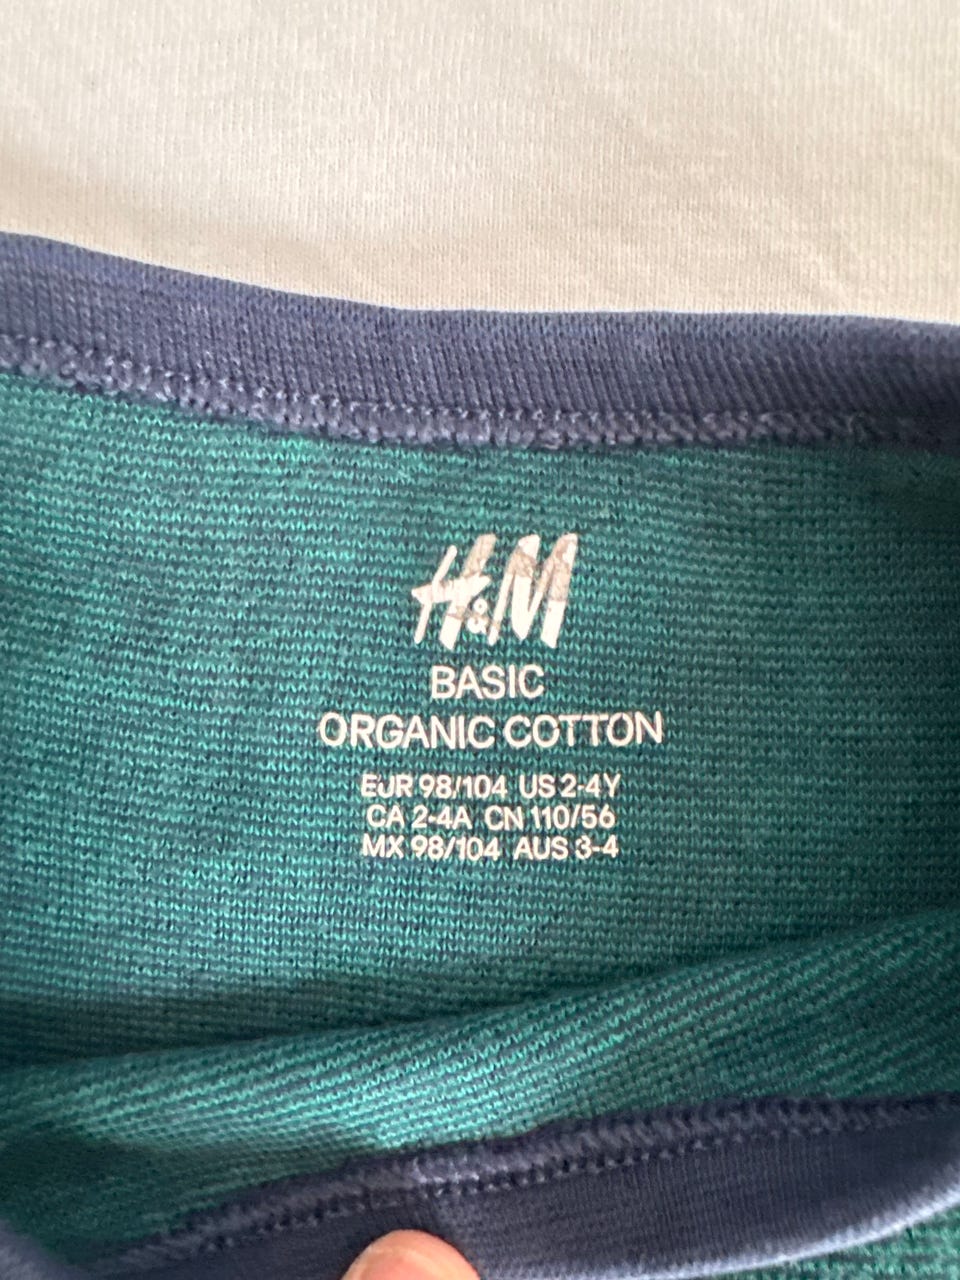 H&M
BASIC
ORGANIC COTTON
EUR 98/104 US 2-4Y
CA 2-4A CN 110/56
MX 98/104 AUS 3-4